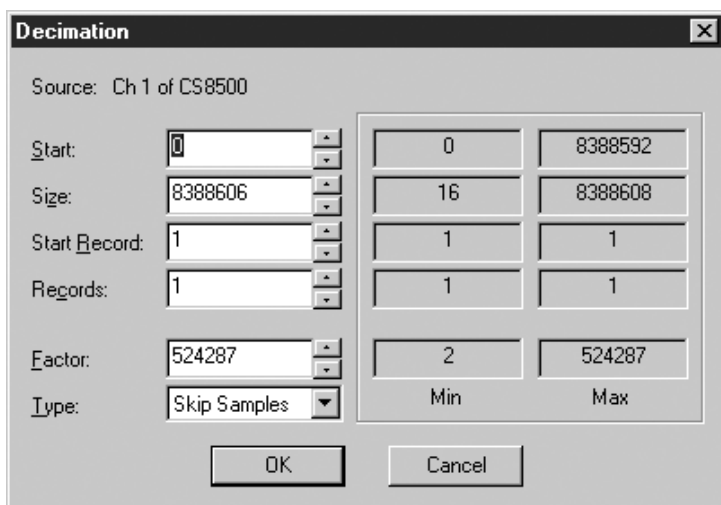 Decimation
Source: Ch 1 of CS8500
Start: 0 0 8388592
Size: 8388606 16 8388608
Start Record: 1 1 1
Records: 1 1 1
Factor: 524287 2 524287
Type: Skip Samples Min Max
OK Cancel